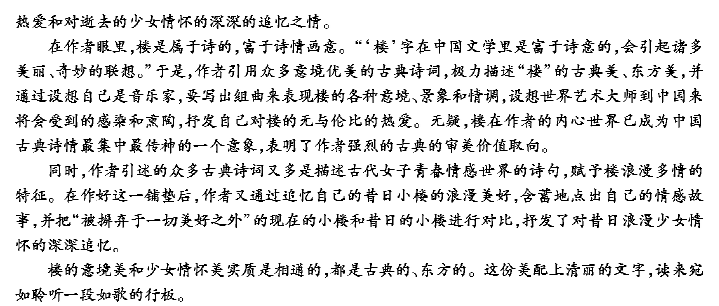 热爱和对逝去的少女情怀的深深的追忆之情。
在作者眼里,楼是属于诗的,富于诗情画意。“‘楼’字在中国文学里是富于诗意的,会引起诸多
美丽、奇妙的联想。”于是,作者引用众多意境优美的古典诗词,极力描述“楼”的古典美、东方美,并
通过设想自己是音乐家,要写出组曲来表现楼的各种意境、景象和情调,设想世界艺术大师到中国来
将会受到的感染和熏陶,抒发自己对楼的无与伦比的热爱。无疑,楼在作者的内心世界已成为中国
古典诗情最集中最传神的一个意象,表明了作者强烈的古典的审美价值取向。
同时,作者引述的众多古典诗词又多是描述古代女子青春情感世界的诗句,赋予楼浪漫多情的
特征。在作好这一铺垫后,作者又通过追忆自己的昔日小楼的浪漫美好,含蓄地点出自己的情感故
事,并把“被摒弃于一切美好之外”的现在的小楼和昔日的小楼进行对比,抒发了对昔日浪漫少女情
怀的深深追忆。
楼的意境美和少女情怀美实质是相通的,都是古典的、东方的。这份美配上清丽的文字,读来宛
如聆听一段如歌的行板。